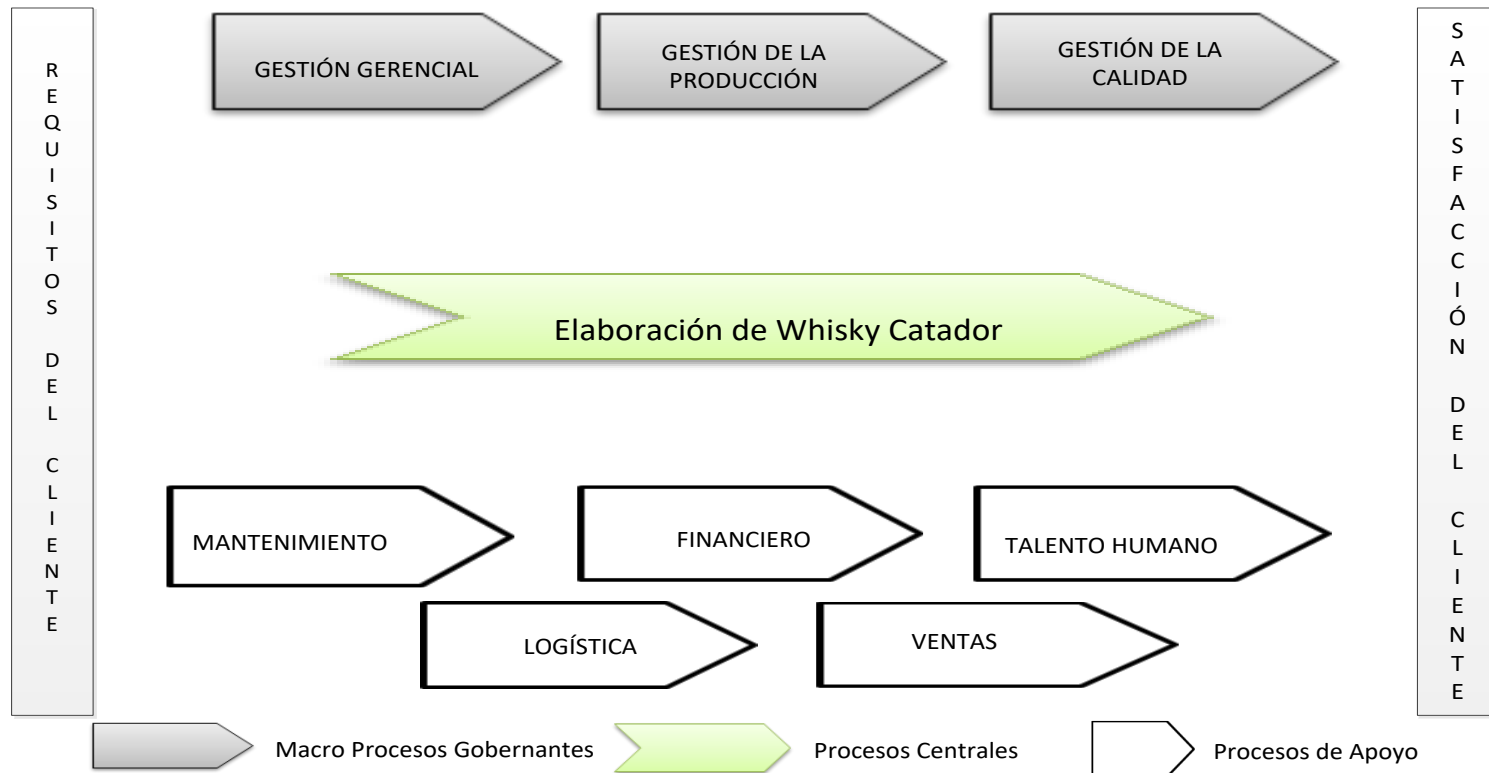 REQUISITOS DEL CLIENTE
GESTIÓN GERENCIAL
GESTIÓN DE LA
PRODUCCIÓN
GESTIÓN DE LA
CALIDAD
SATISFACCIÓN DEL CLIENTE
Elaboración de Whisky Catador
MANTENIMIENTO
FINANCIERO
TALENTO HUMANO
LOGÍSTICA
VENTAS
Macro Procesos Gobernantes
Procesos Centrales
Procesos de Apoyo